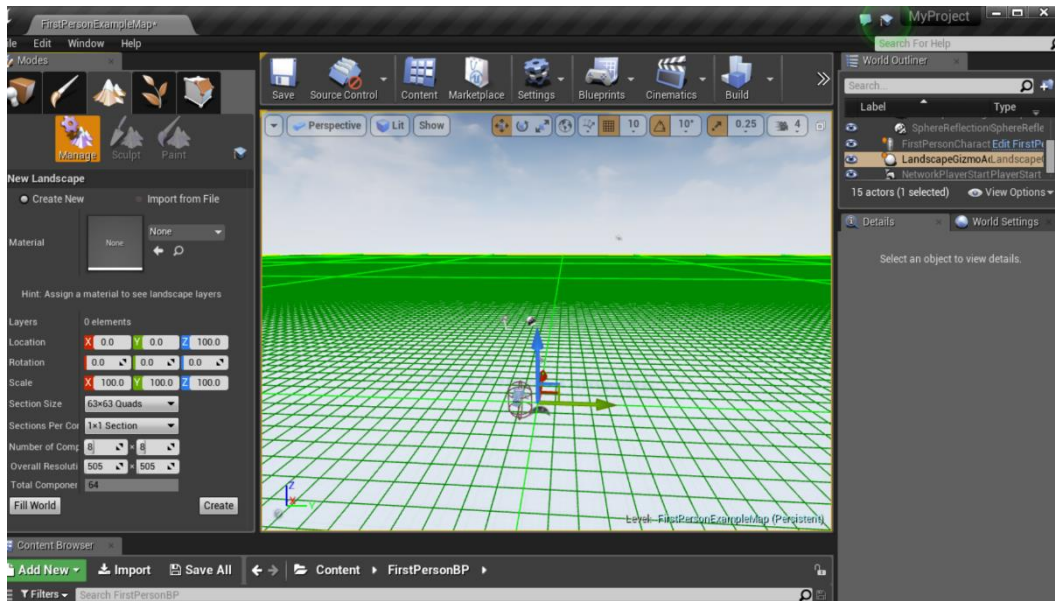 FirstPersonExampleMap•
MyProject
ile Edit Window Help
Search For Help
Modes
Save Source Control Content Marketplace Settings Blueprints Cinematics Build
World Outliner
Search...
Label Type
Perspective Lit Show 10 10° 0.25 4
SphereReflectionSphereRefle
FirstPersonCharact Edit FirstPe
LandscapeGizmoAcLandscape
NetworkPlayerStartPlayerStart
15 actors (1 selected) View Options
Manage Sculpt Paint
New Landscape
Create New Import from File
Details World Settings
Select an object to view details.
Material None None
Hint: Assign a material to see landscape layers
Layers 0 elements
Location X 0.0 Y 0.0 Z 100.0
Rotation 0.0 0.0 0.0
Scale X 100.0 Y 100.0 Z 100.0
Section Size 63×63 Quads
Sections Per Cor 1×1 Section
Number of Comp 8 × 8
Overall Resoluti 505 × 505
Total Componer 64
Fill World Create
Z X Y
Level: FirstPersonExampleMap (Persistent)
Content Browser
Add New Import Save All Content FirstPersonBP
Filters Search FirstPersonBP